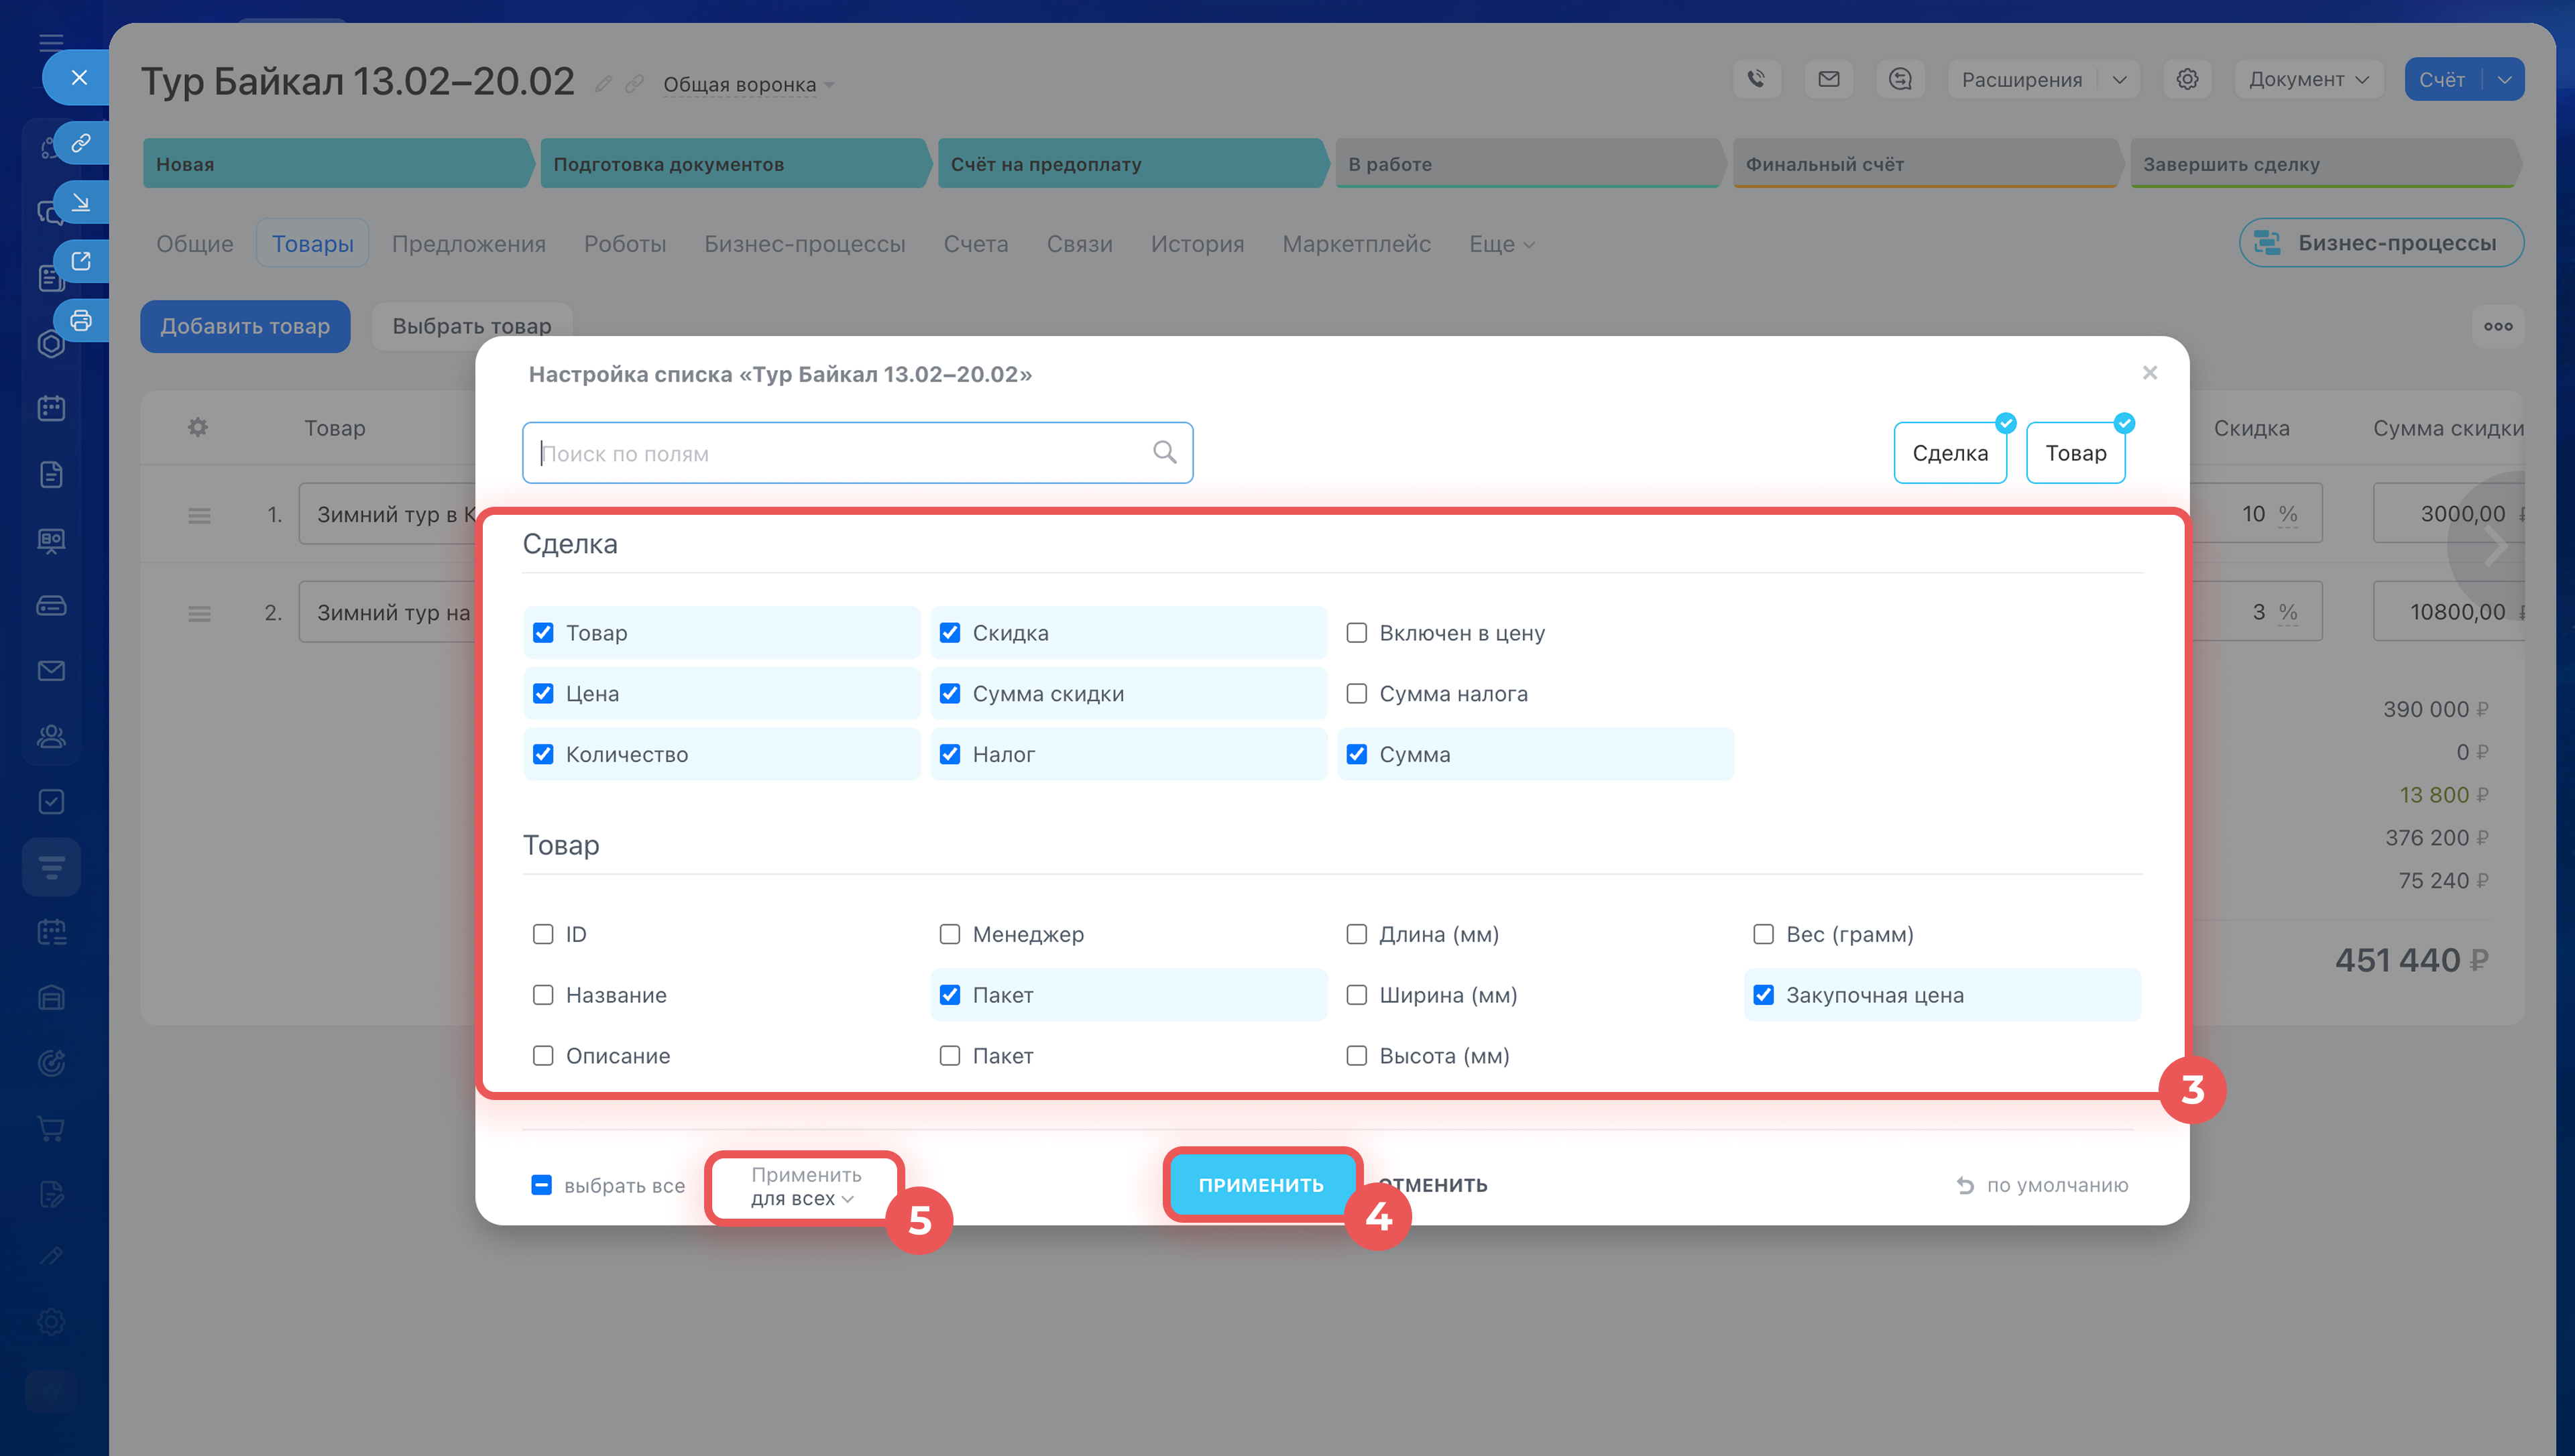 Тур Байкал 13.02–20.02
Общая воронка
Расширения
Документ
Счёт
Новая
Подготовка документов
Счёт на предоплату
В работе
Финальный счёт
Завершить сделку
Общие
Товары
Предложения
Роботы
Бизнес-процессы
Счета
Связи
История
Маркетплейс
Еще
Бизнес-процессы
Добавить товар
Выбрать товар
Товар
Скидка
Сумма скидки
1.
Зимний тур в
10 %
3000,00
2.
Зимний тур на
3 %
10800,00
390 000 ₽
0 ₽
13 800 ₽
376 200 ₽
75 240 ₽
451 440 ₽
Настройка списка «Тур Байкал 13.02–20.02»
Поиск по полям
Сделка
Товар
Сделка
Товар
Скидка
Включен в цену
Цена
Сумма скидки
Сумма налога
Количество
Налог
Сумма
Товар
ID
Менеджер
Длина (мм)
Вес (грамм)
Название
Пакет
Ширина (мм)
Закупочная цена
Описание
Пакет
Высота (мм)
3
выбрать все
Применить
для всех
5
ПРИМЕНИТЬ
4
ОТМЕНИТЬ
по умолчанию